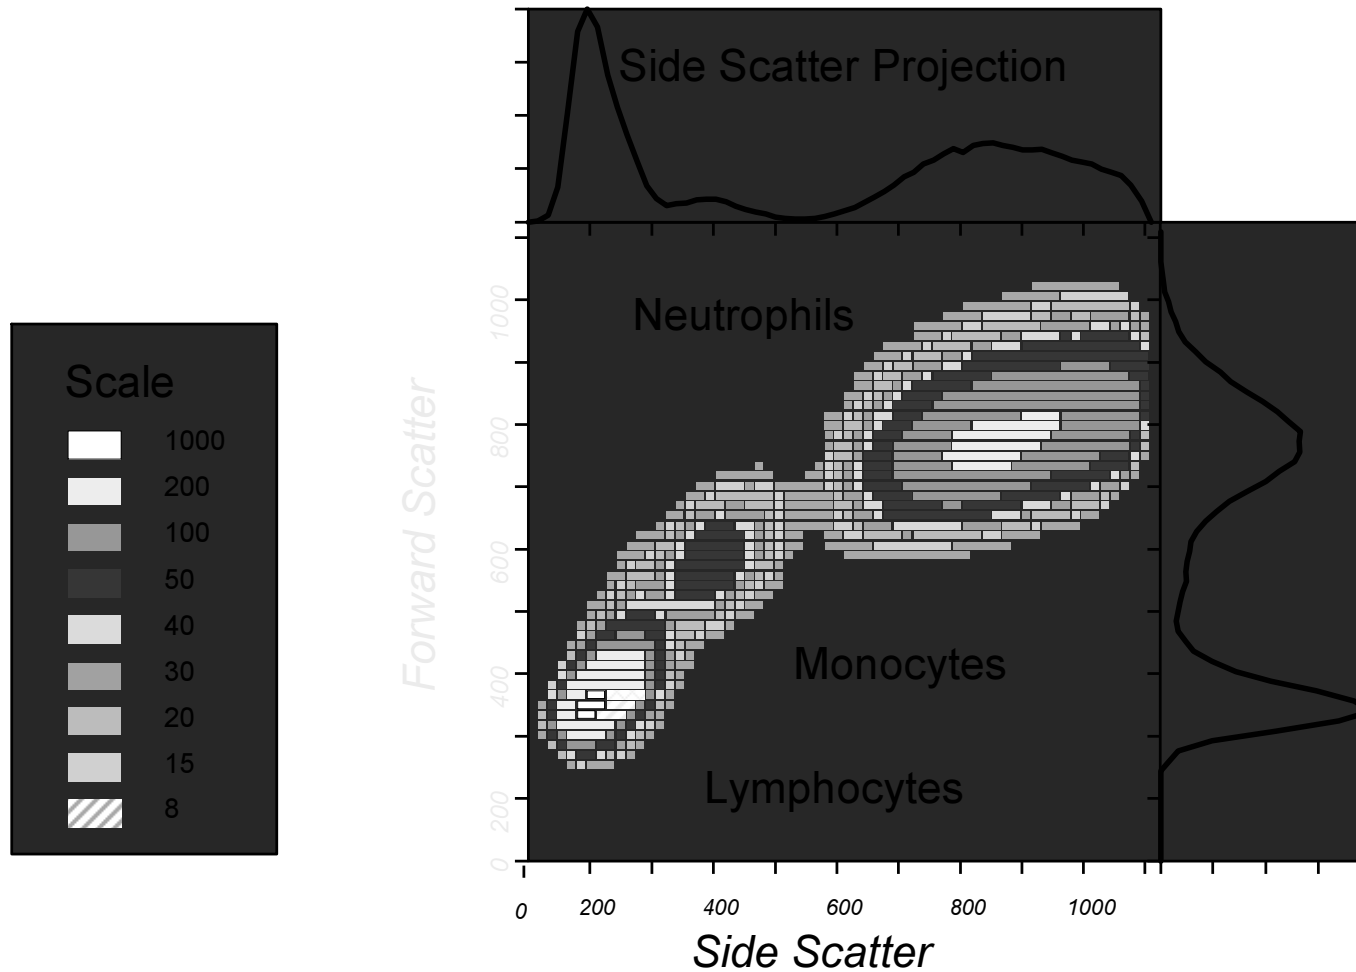 Side Scatter Projection
Neutrophils
Monocytes
Lymphocytes
Scale
1000
200
100
50
40
30
20
15
8
Forward Scatter
1000
800
600
400
200
0
0 200 400 600 800 1000
Side Scatter